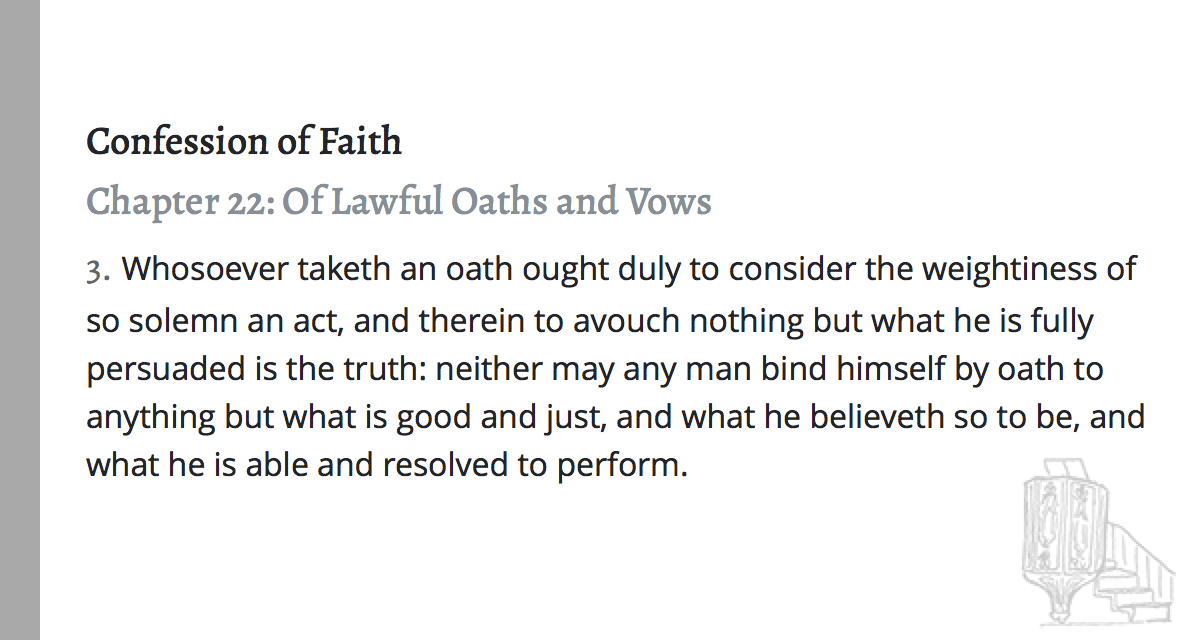 Confession of Faith
Chapter 22: Of Lawful Oaths and Vows
3. Whosoever taketh an oath ought duly to consider the weightiness of
so solemn an act, and therein to avouch nothing but what he is fully
persuaded is the truth: neither may any man bind himself by oath to
anything but what is good and just, and what he believeth so to be, and
what he is able and resolved to perform.